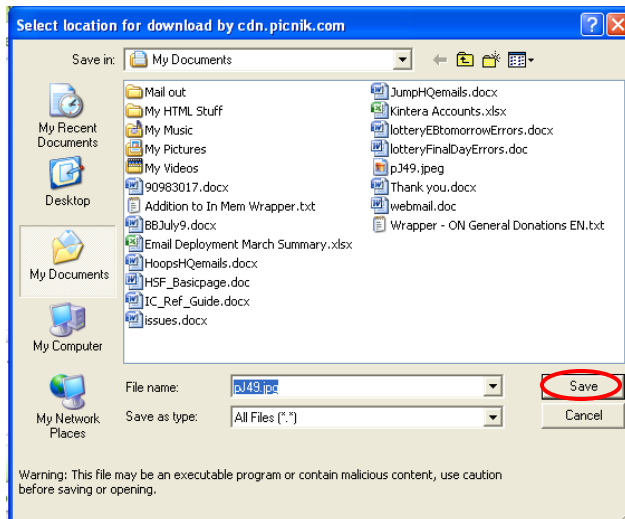 Select location for download by cdn.picnik.com
Save in: My Documents
My Recent
Documents
Desktop
My Documents
My Computer
My Network
Places
Mail out
My HTML Stuff
My Music
My Pictures
My Videos
90983017.docx
Addition to In Mem Wrapper.txt
BBJuly9.docx
Email Deployment March Summary.xlsx
HoopsHQemails.docx
HSF_Basicpage.doc
IC_Ref_Guide.docx
issues.docx
JumpHQemails.docx
Kintera Accounts.xlsx
lotteryEBtomorrowErrors.docx
lotteryFinalDayErrors.doc
pJ49.jpeg
Thank you.docx
webmail.doc
Wrapper - ON General Donations EN.txt
File name: pJ49.jpg Save
Save as type: All Files (*.*) Cancel
Warning: This file may be an executable program or contain malicious content, use caution
before saving or opening.